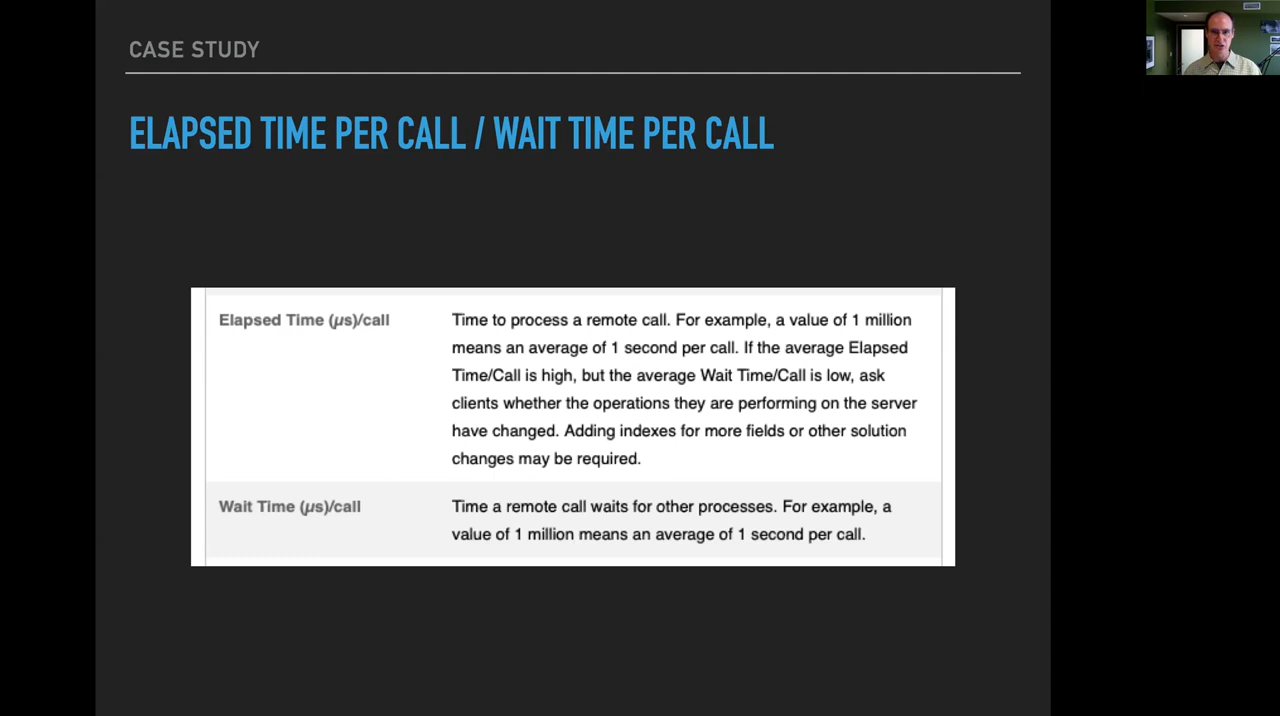 CASE STUDY
ELAPSED TIME PER CALL / WAIT TIME PER CALL
Elapsed Time (µs)/call
Time to process a remote call. For example, a value of 1 million
means an average of 1 second per call. If the average Elapsed
Time/Call is high, but the average Wait Time/Call is low, ask
clients whether the operations they are performing on the server
have changed. Adding indexes for more fields or other solution
changes may be required.
Wait Time (µs)/call
Time a remote call waits for other processes. For example, a
value of 1 million means an average of 1 second per call.